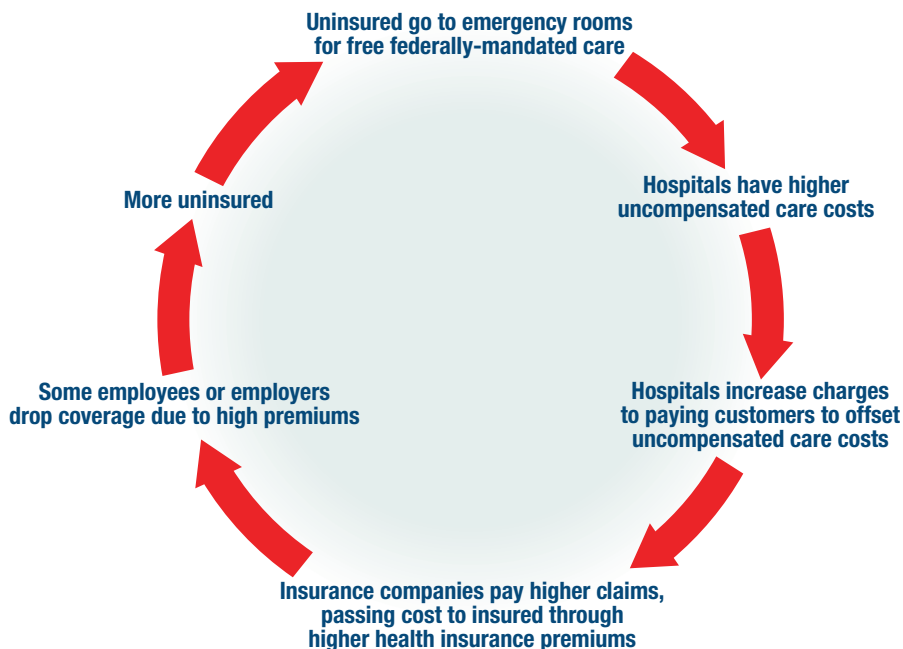 Uninsured go to emergency rooms
for free federally-mandated care
Hospitals have higher
uncompensated care costs
Hospitals increase charges
to paying customers to offset
uncompensated care costs
Insurance companies pay higher claims,
passing cost to insured through
higher health insurance premiums
Some employees or employers
drop coverage due to high premiums
More uninsured